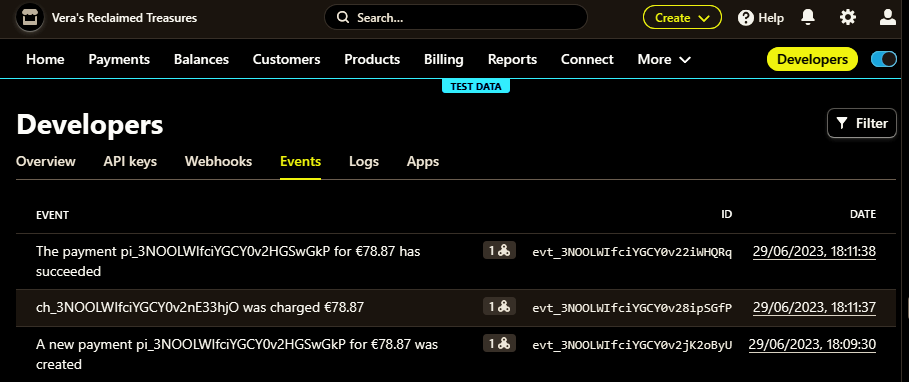 Vera's Reclaimed Treasures
Search...
Create
Help
Home
Payments
Balances
Customers
Products
Billing
Reports
Connect
More
Developers
TEST DATA
Developers
Filter
Overview
API keys
Webhooks
Events
Logs
Apps
EVENT ID DATE
The payment pi_3NOOLWIfciYGCY0v2HGSwGkP for €78.87 has 1 evt_3NOOLWIfciYGCY0v22iWHQRq 29/06/2023, 18:11:38
succeeded
ch_3NOOLWIfciYGCY0v2nE33hjO was charged €78.87 1 evt_3NOOLWIfciYGCY0v28ipSGfP 29/06/2023, 18:11:37
A new payment pi_3NOOLWIfciYGCY0v2HGSwGkP for €78.87 was 1 evt_3NOOLWIfciYGCY0v2jK2oByU 29/06/2023, 18:09:30
created